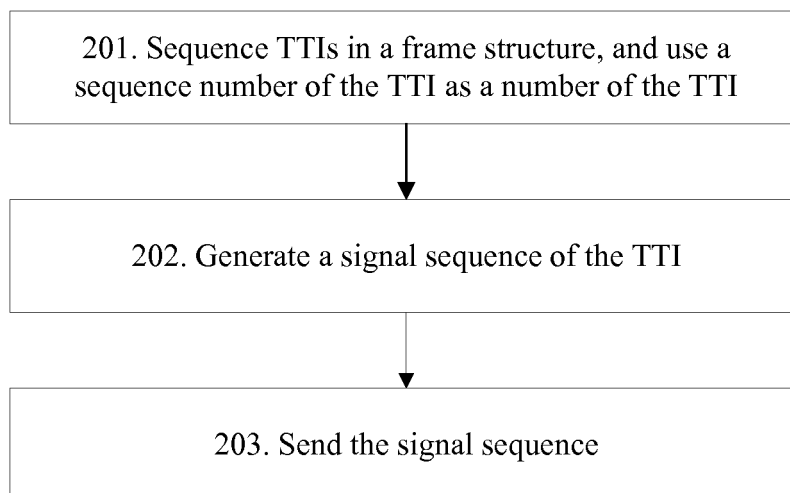 201. Sequence TTIs in a frame structure, and use a
sequence number of the TTI as a number of the TTI
202. Generate a signal sequence of the TTI
203. Send the signal sequence